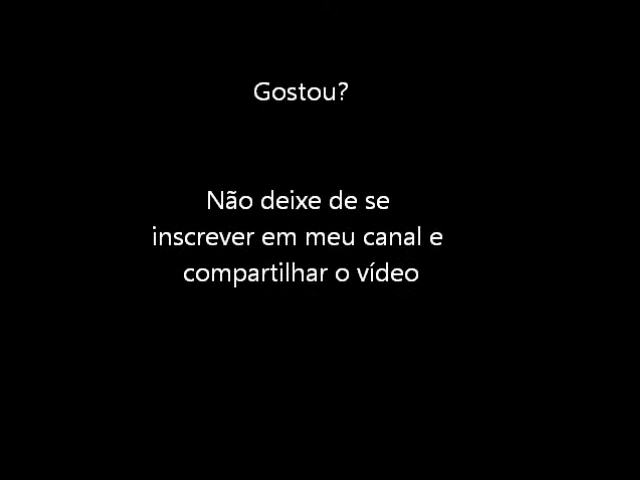 Gostou?
Não deixe de se
inscrever em meu canal e
compartilhar o vídeo